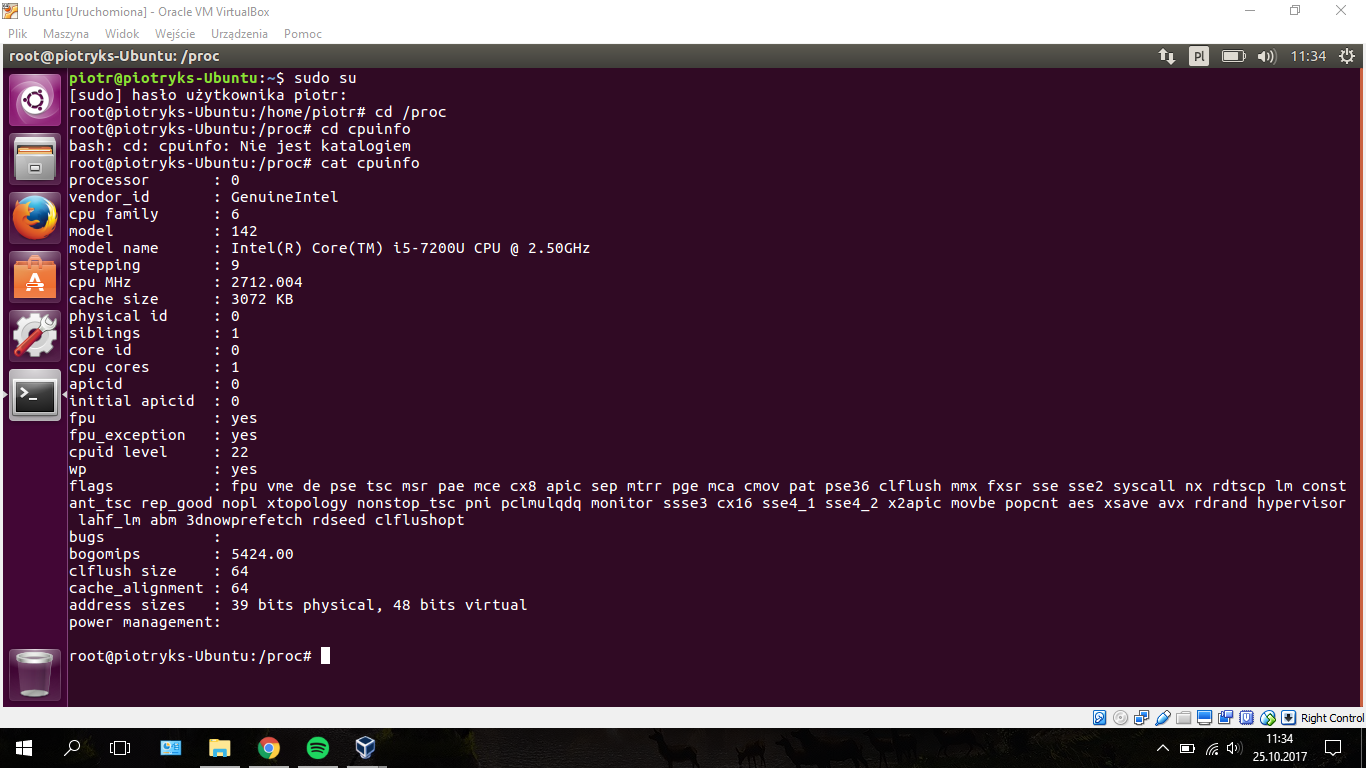 Ubuntu [Uruchomiona] - Oracle VM VirtualBox
Plik Maszyna Widok Wejście Urządzenia Pomoc
root@piotryks-Ubuntu: /proc
Pl 11:34
piotr@piotryks-Ubuntu:~$ sudo su
[sudo] hasło użytkownika piotr:
root@piotryks-Ubuntu:/home/piotr# cd /proc
root@piotryks-Ubuntu:/proc# cd cpuinfo
bash: cd: cpuinfo: Nie jest katalogiem
root@piotryks-Ubuntu:/proc# cat cpuinfo
processor : 0
vendor_id : GenuineIntel
cpu family : 6
model : 142
model name : Intel(R) Core(TM) i5-7200U CPU @ 2.50GHz
stepping : 9
cpu MHz : 2712.004
cache size : 3072 KB
physical id : 0
siblings : 1
core id : 0
cpu cores : 1
apicid : 0
initial apicid : 0
fpu : yes
fpu_exception : yes
cpuid level : 22
wp : yes
flags : fpu vme de pse tsc msr pae mce cx8 apic sep mtrr pge mca cmov pat pse36 clflush mmx fxsr sse sse2 syscall nx rdtscp lm const
ant_tsc rep_good nopl xtopology nonstop_tsc pni pclmulqdq monitor ssse3 cx16 sse4_1 sse4_2 x2apic movbe popcnt aes xsave avx rdrand hypervisor
lahf_lm abm 3dnowprefetch rdseed clflushopt
bugs :
bogomips : 5424.00
clflush size : 64
cache_alignment : 64
address sizes : 39 bits physical, 48 bits virtual
power management:
root@piotryks-Ubuntu:/proc#
Right Control
11:34
25.10.2017